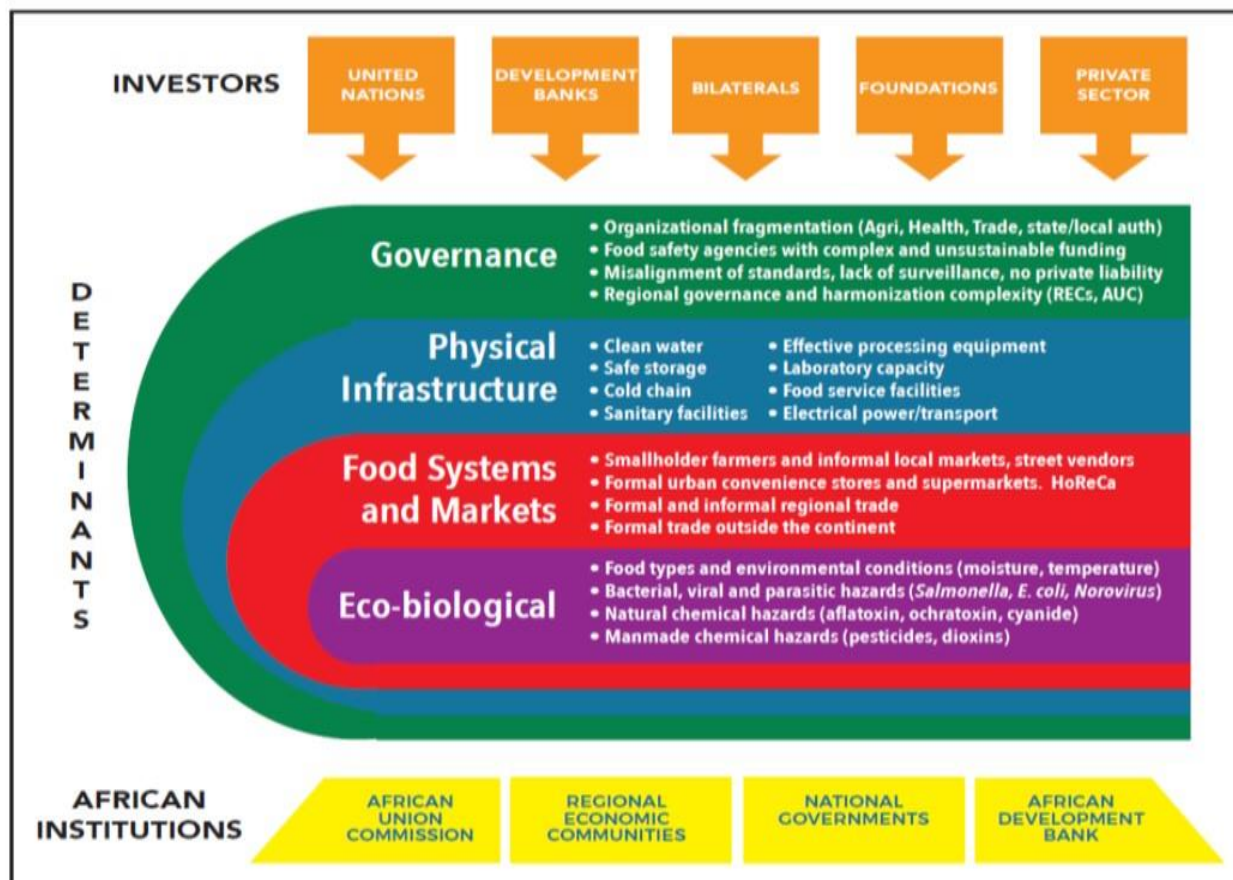 INVESTORS
UNITED
NATIONS
DEVELOPMENT
BANKS
BILATERALS
FOUNDATIONS
PRIVATE
SECTOR
DETERMINANTS
Governance
• Organizational fragmentation (Agri, Health, Trade, state/local auth)
• Food safety agencies with complex and unsustainable funding
• Misalignment of standards, lack of surveillance, no private liability
• Regional governance and harmonization complexity (RECs, AUC)
Physical
Infrastructure
• Clean water
• Safe storage
• Cold chain
• Sanitary facilities
• Effective processing equipment
• Laboratory capacity
• Food service facilities
• Electrical power/transport
Food Systems
and Markets
• Smallholder farmers and informal local markets, street vendors
• Formal urban convenience stores and supermarkets. HoReCa
• Formal and informal regional trade
• Formal trade outside the continent
Eco-biological
• Food types and environmental conditions (moisture, temperature)
• Bacterial, viral and parasitic hazards (Salmonella, E. coli, Norovirus)
• Natural chemical hazards (aflatoxin, ochratoxin, cyanide)
• Manmade chemical hazards (pesticides, dioxins)
AFRICAN
INSTITUTIONS
AFRICAN
UNION
COMMISSION
REGIONAL
ECONOMIC
COMMUNITIES
NATIONAL
GOVERNMENTS
AFRICAN
DEVELOPMENT
BANK